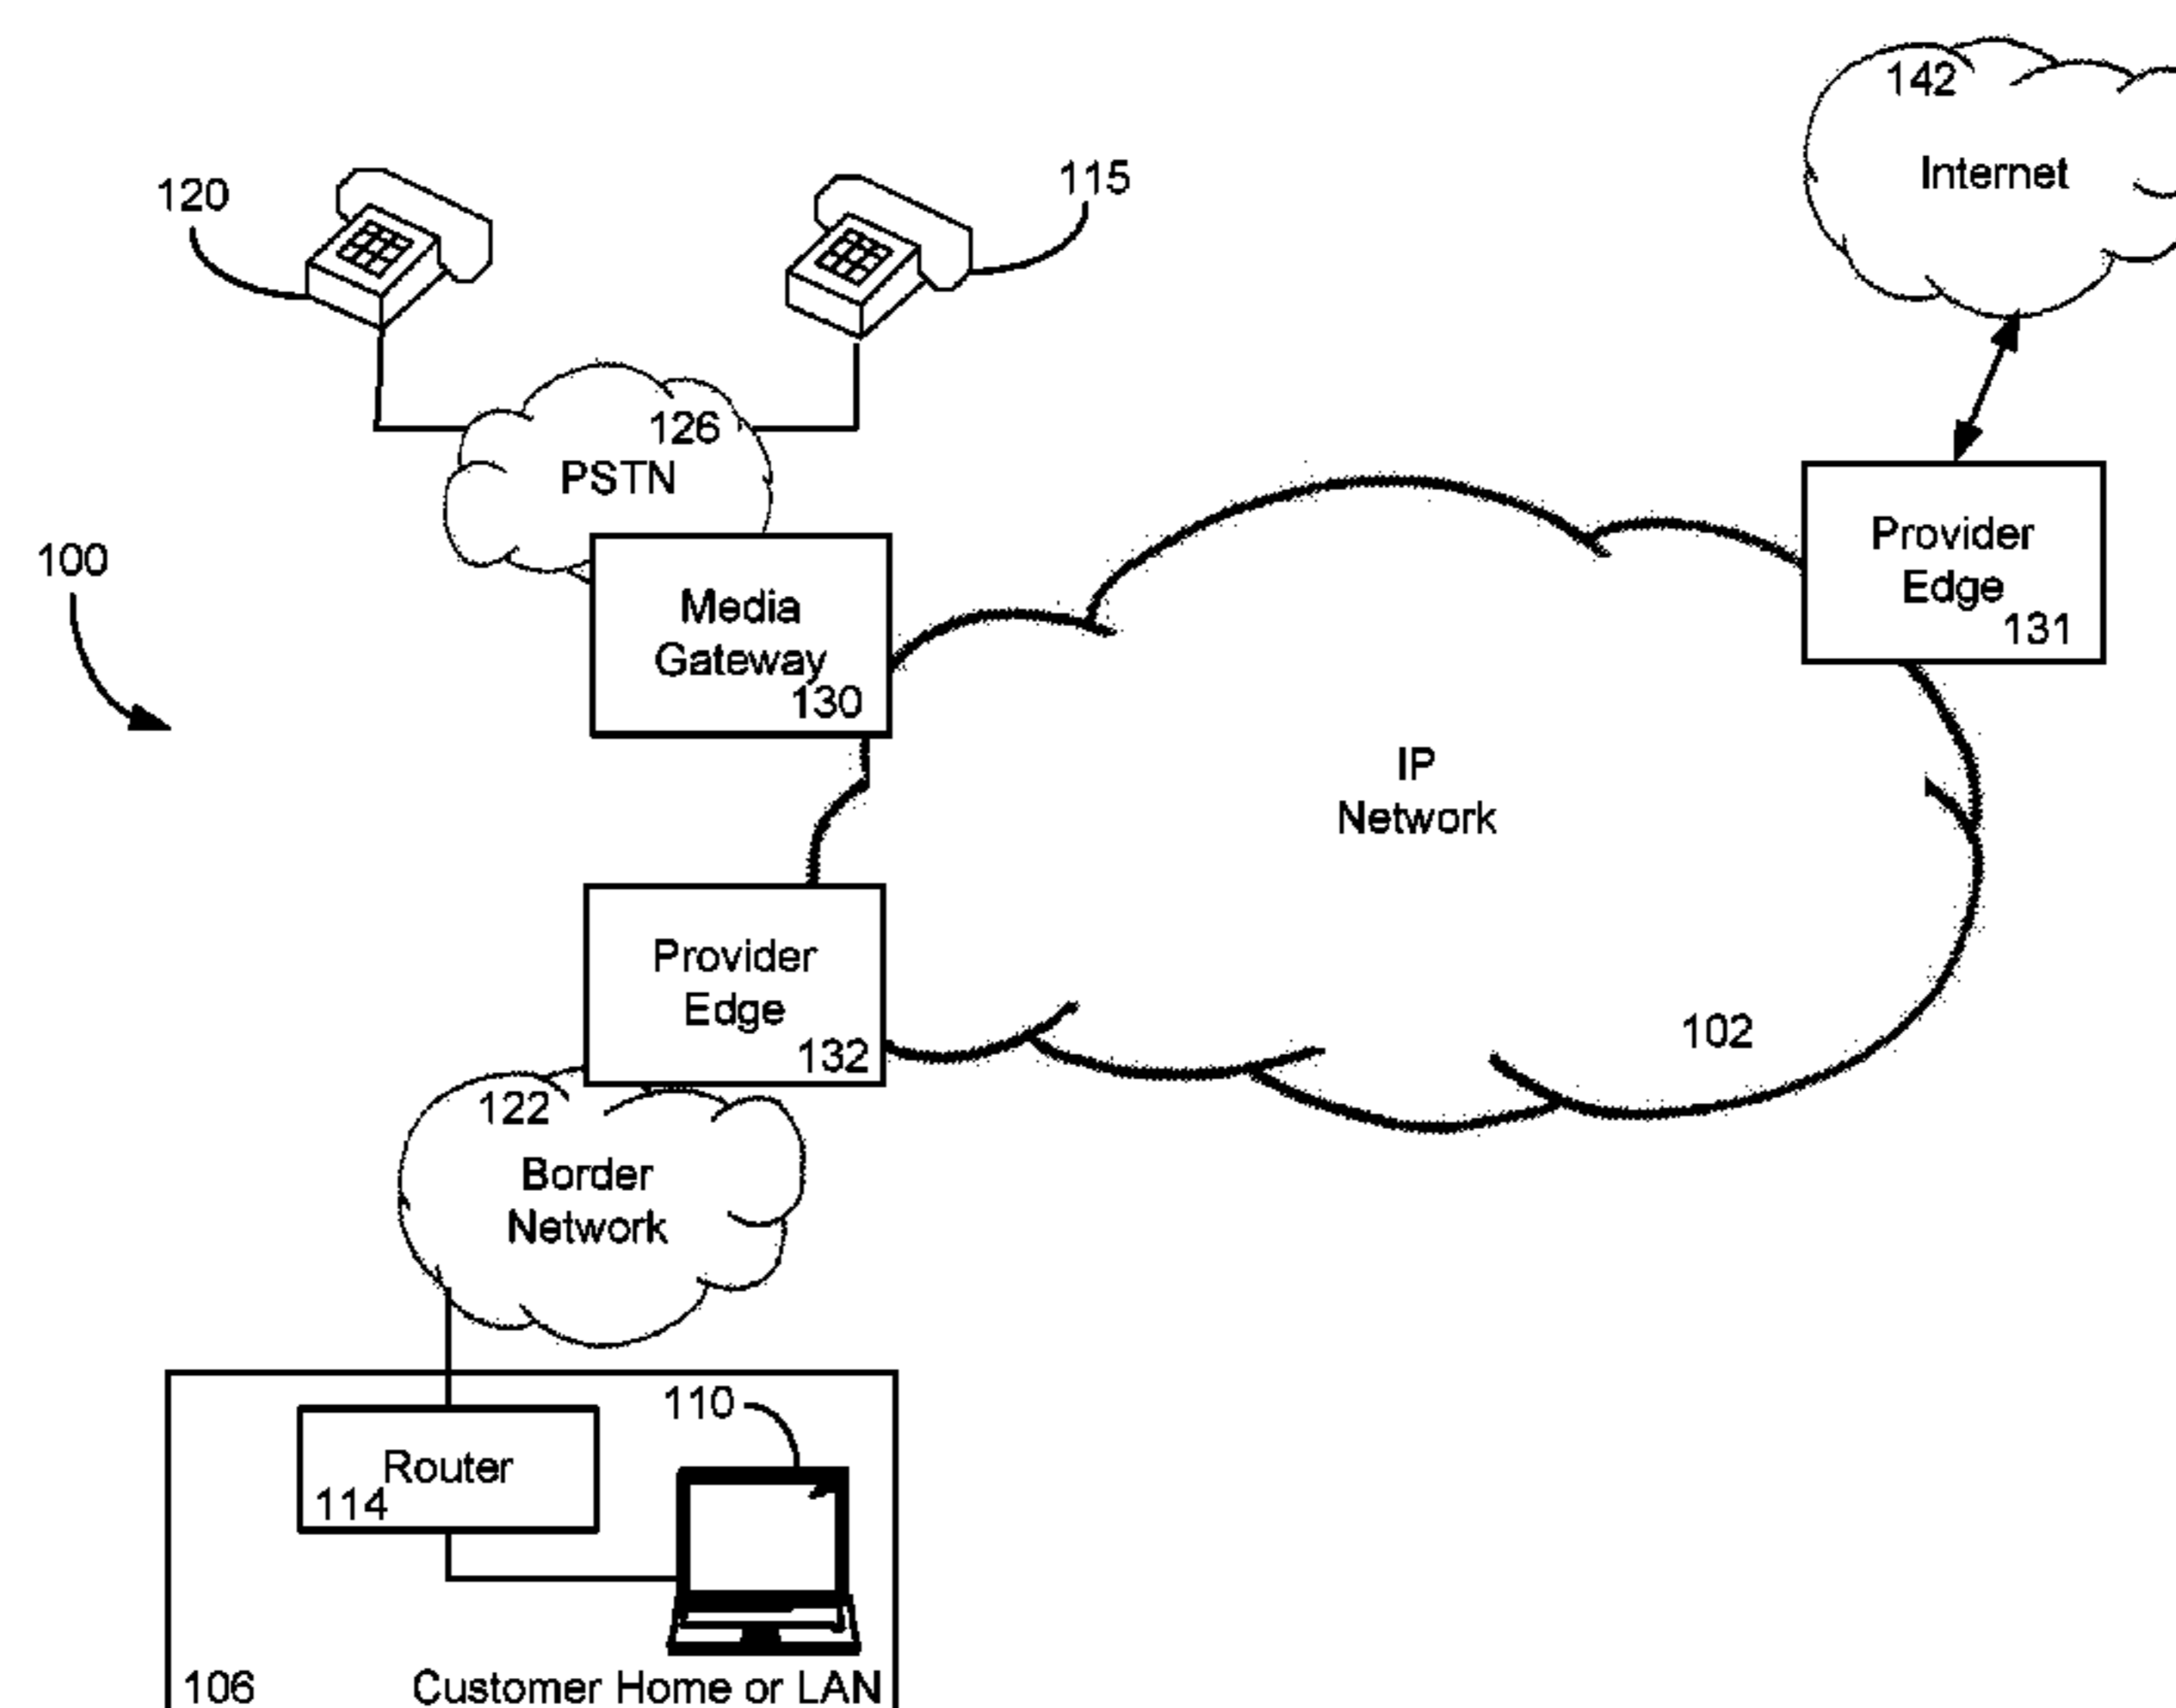 142
Internet
120
115
126
PSTN
100
Media
Gateway
130
Provider
Edge
131
IP
Network
Provider
Edge
132
102
122
Border
Network
110
Router
114
106
Customer Home or LAN